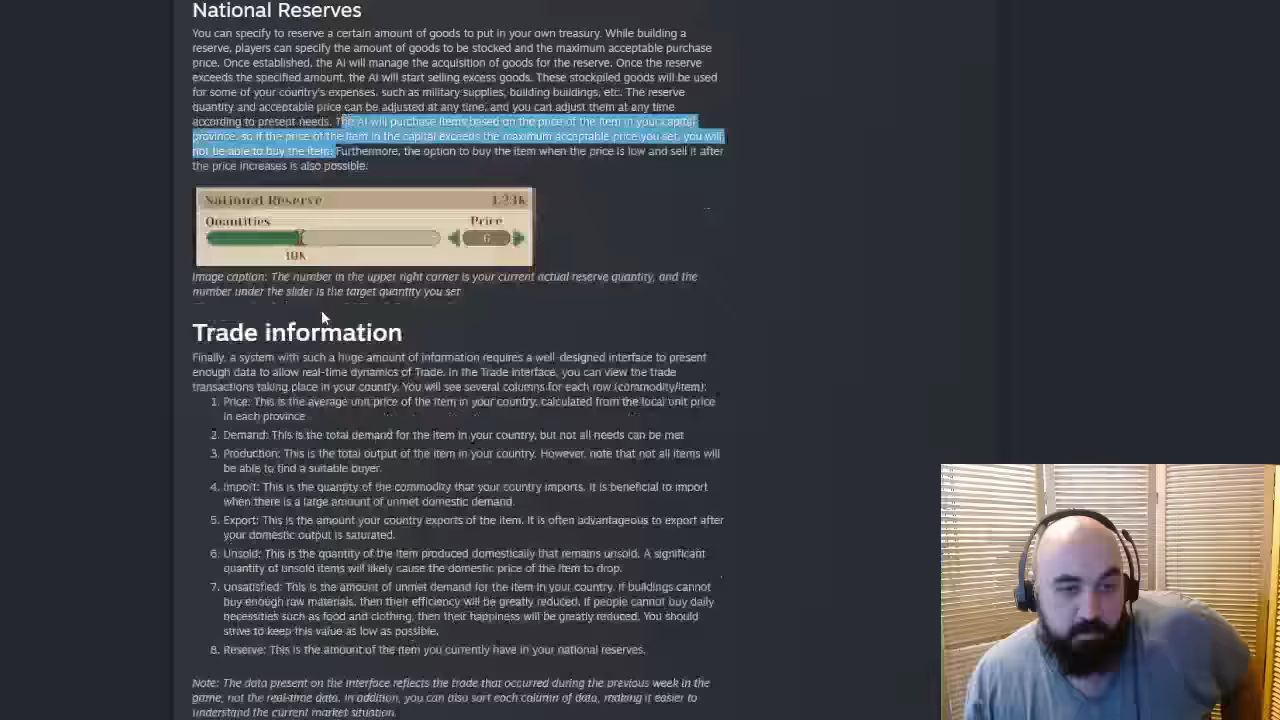 National Reserves
You can specify to reserve a certain amount of goods to put in your own treasury. While building a
reserve, players can specify the amount of goods to be stocked and the maximum acceptable purchase
price. Once established, the AI will manage the acquisition of goods for the reserve. Once the reserve
exceeds the specified amount, the AI will start selling excess goods. These stockpiled goods will be used
for some of your country's expenses, such as military supplies, building buildings, etc. The reserve
quantity and acceptable price can be adjusted at any time, and you can adjust them at any time
according to present needs. The AI will purchase items based on the price of the item in your capital
province, so if the price of the item in the capital exceeds the maximum acceptable price you set, you will
not be able to buy the item. Furthermore, the option to buy the item when the price is low and sell it after
the price increases is also possible.
National Reserve 1.23K
Quantities Price
6
10K
Image caption: The number in the upper right corner is your current actual reserve quantity, and the
number under the slider is the target quantity you set
Trade information
Finally, a system with such a huge amount of information requires a well-designed interface to present
enough data to allow real-time dynamics of Trade. In the Trade Interface, you can view the trade
transactions taking place in your country. You will see several columns for each row (commodity/item):
1. Price: This is the average unit price of the item in your country, calculated from the local unit price
in each province
2. Demand: This is the total demand for the item in your country, but not all needs can be met
3. Production: This is the total output of the item in your country. However, note that not all items will
be able to find a suitable buyer.
4. Import: This is the quantity of the commodity that your country imports. It is beneficial to import
when there is a large amount of unmet domestic demand.
5. Export: This is the amount your country exports of the item. It is often advantageous to export after
your domestic output is saturated.
6. Unsold: This is the quantity of the item produced domestically that remains unsold. A significant
quantity of unsold items will likely cause the domestic price of the item to drop.
7. Unsatisfied: This is the amount of unmet demand for the item in your country. If buildings cannot
buy enough raw materials, then their efficiency will be greatly reduced. If people cannot buy daily
necessities such as food and clothing, then their happiness will be greatly reduced. You should
strive to keep this value as low as possible.
8. Reserve: This is the amount of the item you currently have in your national reserves.
Note: The data present on the interface reflects the trade that occurred during the previous week in the
game, not the real-time data. In addition, you can also sort each column of data, making it easier to
understand the current market situation.